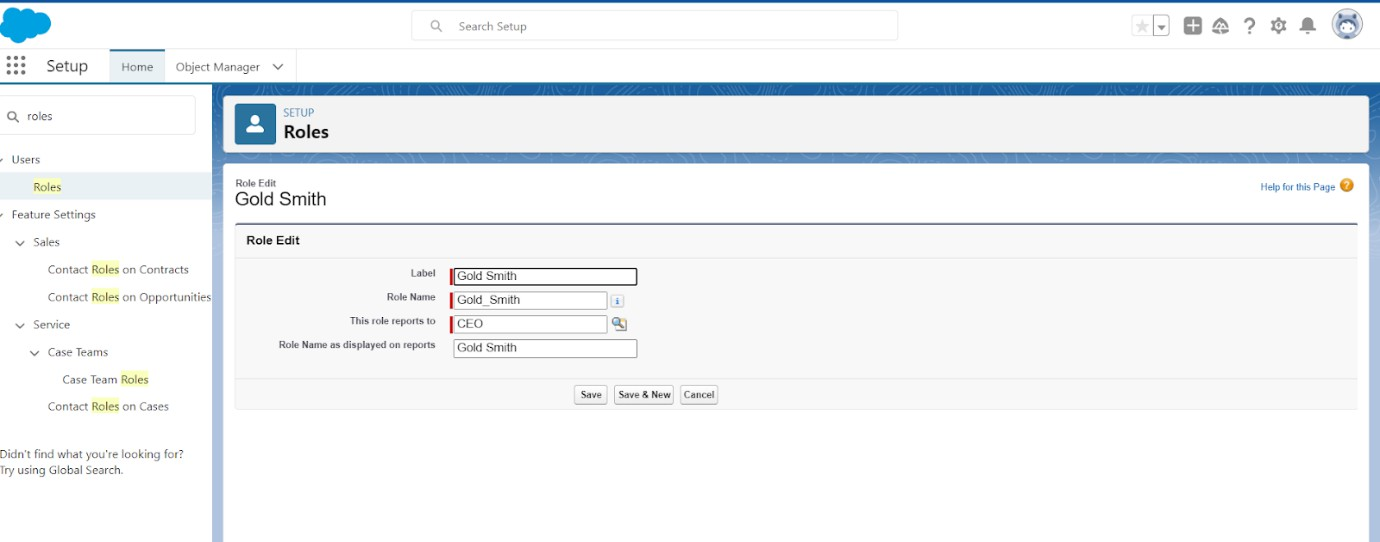 Search Setup
Setup
Home
Object Manager
roles
Users
Roles
Feature Settings
Sales
Contact Roles on Contracts
Contact Roles on Opportunities
Service
Case Teams
Case Team Roles
Contact Roles on Cases
Didn't find what you're looking for?
Try using Global Search.
SETUP
Roles
Role Edit
Gold Smith
Help for this Page
Role Edit
Label Gold Smith
Role Name Gold_Smith
This role reports to CEO
Role Name as displayed on reports Gold Smith
Save Save & New Cancel